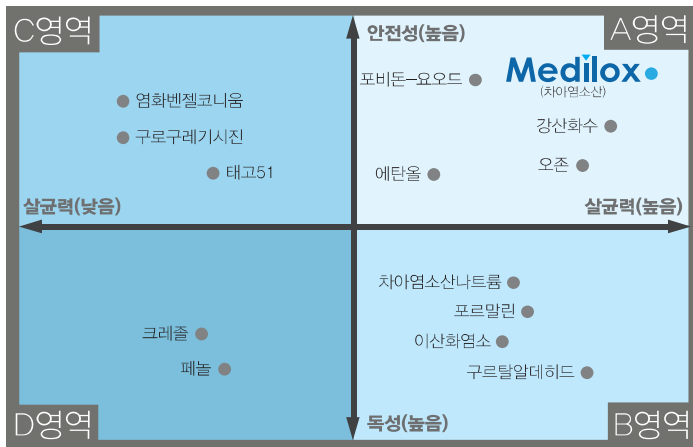 C영역
안전성(높음)
A영역
포비돈-요오드
Medilox
(차아염소산)
염화벤젤코니움
강산화수
구로구레기시진
오존
태고51
에탄올
살균력(낮음)
살균력(높음)
차아염소산나트륨
포르말린
크레졸
이산화염소
페놀
구르탈알데히드
D영역
독성(높음)
B영역